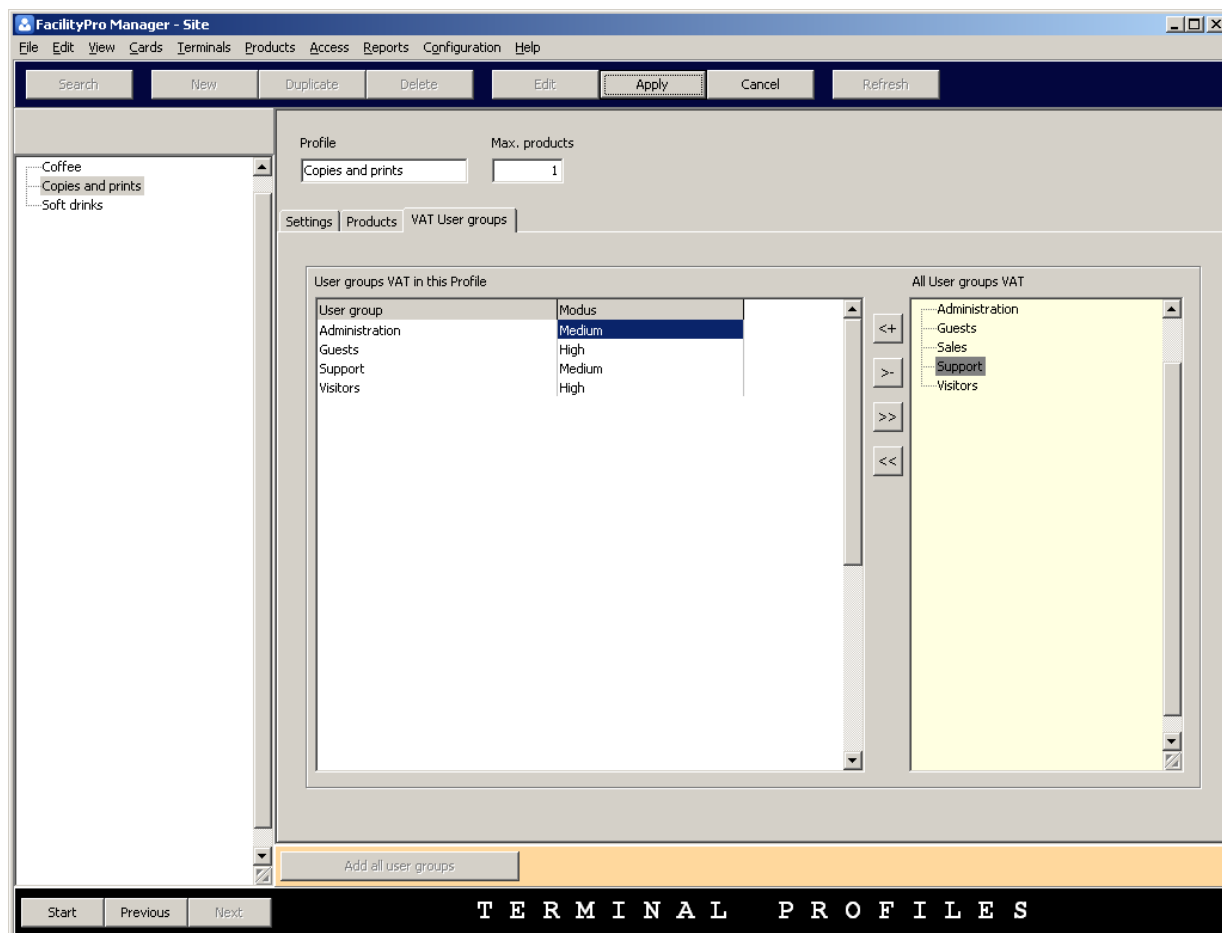 FacilityPro Manager - Site
File Edit View Cards Terminals Products Access Reports Configuration Help
Search New Duplicate Delete Edit Apply Cancel Refresh
Coffee
Copies and prints
Soft drinks
Profile Max. products
Copies and prints 1
Settings Products VAT User groups
User groups VAT in this Profile All User groups VAT
User group Modus
Administration Medium
Guests High
Support Medium
Visitors High
<+
>-
>>
<<
Administration
Guests
Sales
Support
Visitors
Add all user groups
Start Previous Next TERMINAL PROFILES